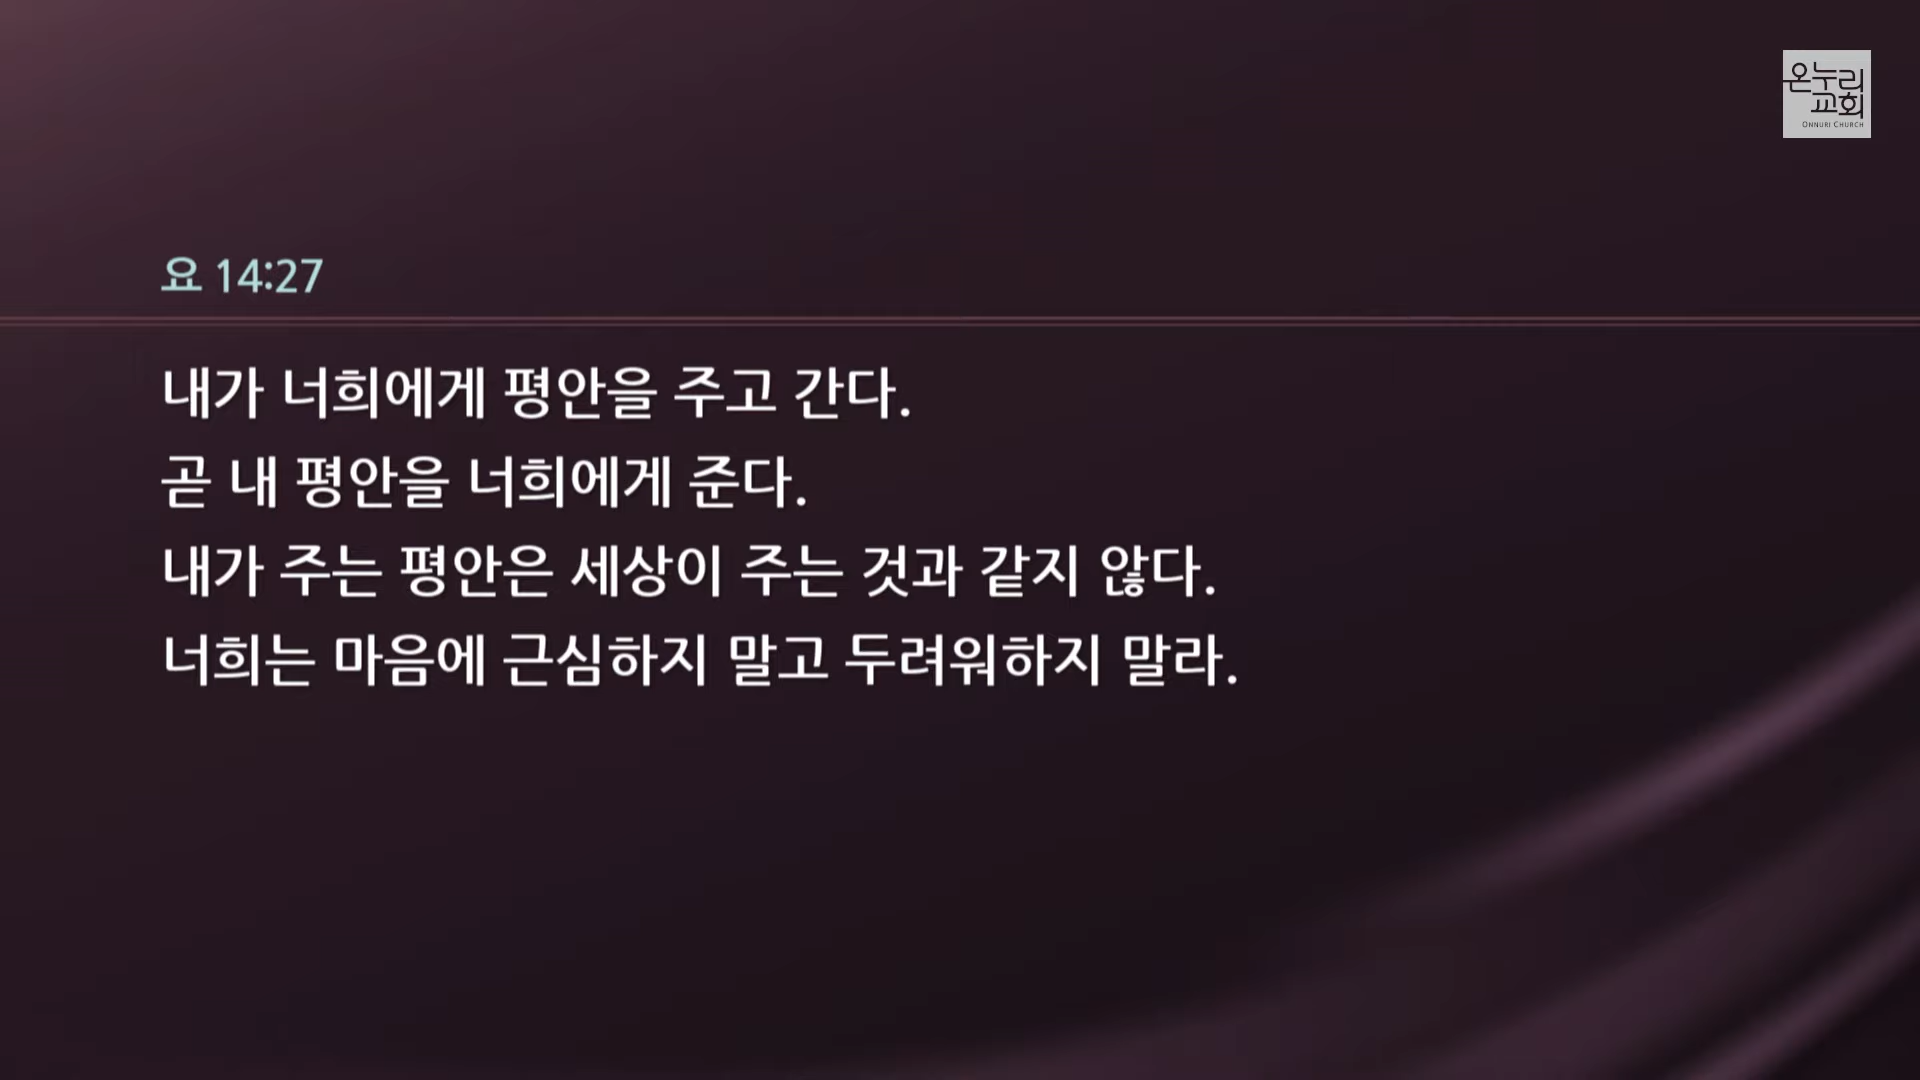 온누리
교회
ONNURI CHURCH
요 14:27
내가 너희에게 평안을 주고 간다.
곧 내 평안을 너희에게 준다.
내가 주는 평안은 세상이 주는 것과 같지 않다.
너희는 마음에 근심하지 말고 두려워하지 말라.